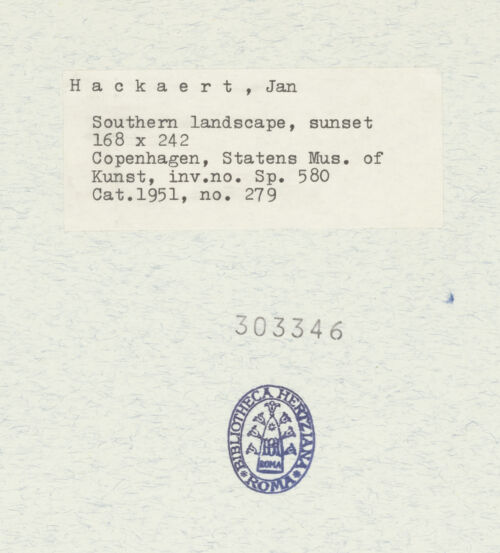 H a c k a e r t , Jan
Southern landscape, sunset
168 x 242
Copenhagen, Statens Mus. of
Kunst, inv.no. Sp. 580
Cat.1951, no. 279
303346
BIBLIOTHECA HERTZIANA
ROMA
ROMA